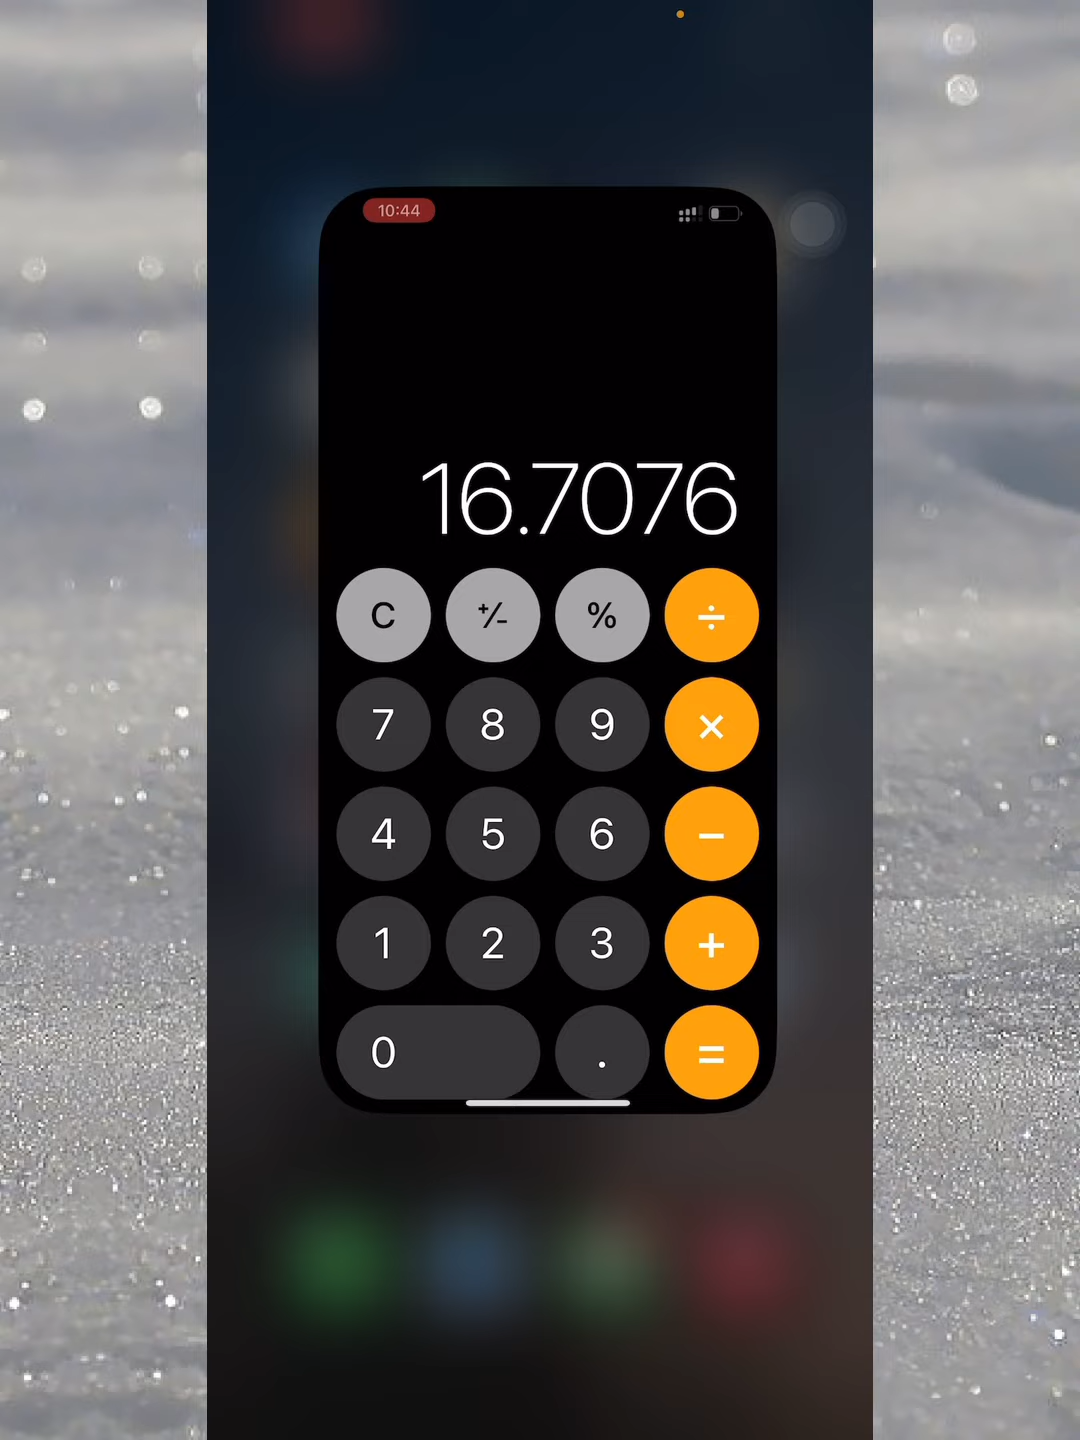 10:44
16.7076
C ⁺∕₋ % ÷
7 8 9 ×
4 5 6 −
1 2 3 +
0 . =